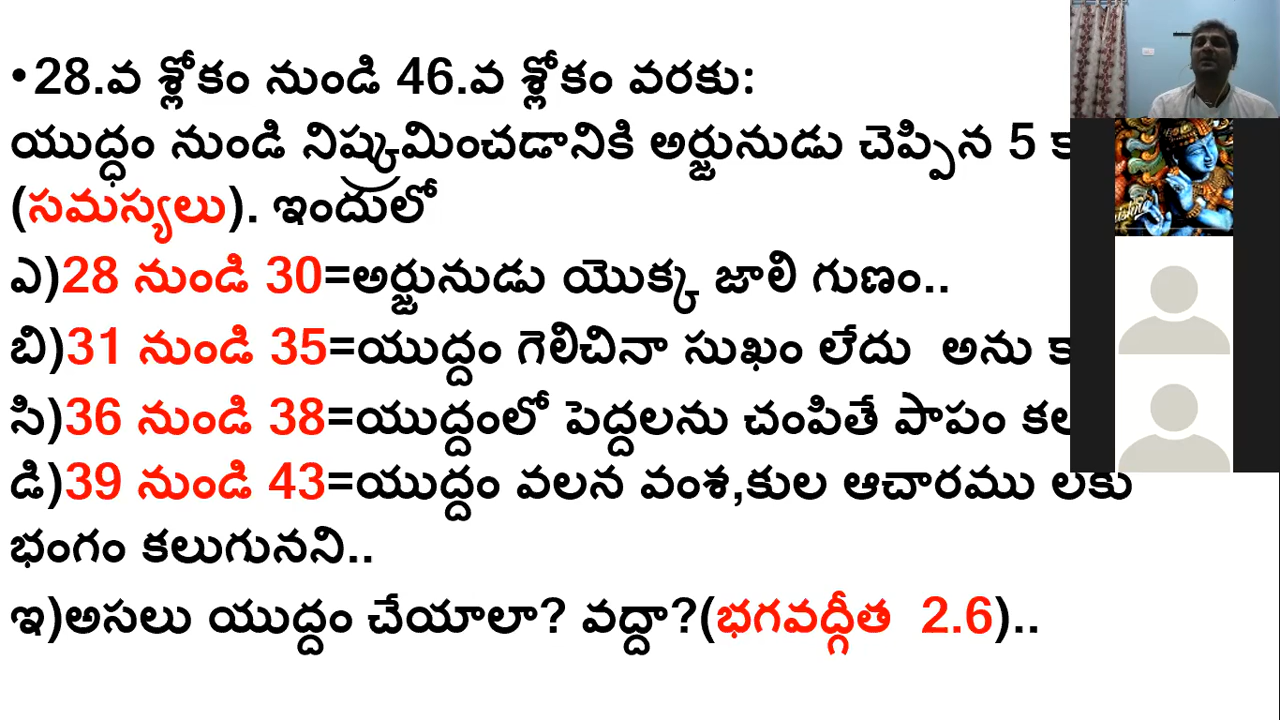 •28.వ శ్లోకం నుండి 46.వ శ్లోకం వరకు:
యుద్ధం నుండి నిష్క్రమించడానికి అర్జునుడు చెప్పిన 5
(సమస్యలు). ఇందులో
ఎ)28 నుండి 30=అర్జునుడు యొక్క జాలి గుణం..
బి)31 నుండి 35=యుద్దం గెలిచినా సుఖం లేదు అను
సి)36 నుండి 38=యుద్దంలో పెద్దలను చంపితే పాపం
డి)39 నుండి 43=యుద్దం వలన వంశ,కుల ఆచారము లకు
భంగం కలుగునని..
ఇ)అసలు యుద్దం చేయాలా? వద్దా?(భగవద్గీత 2.6)..